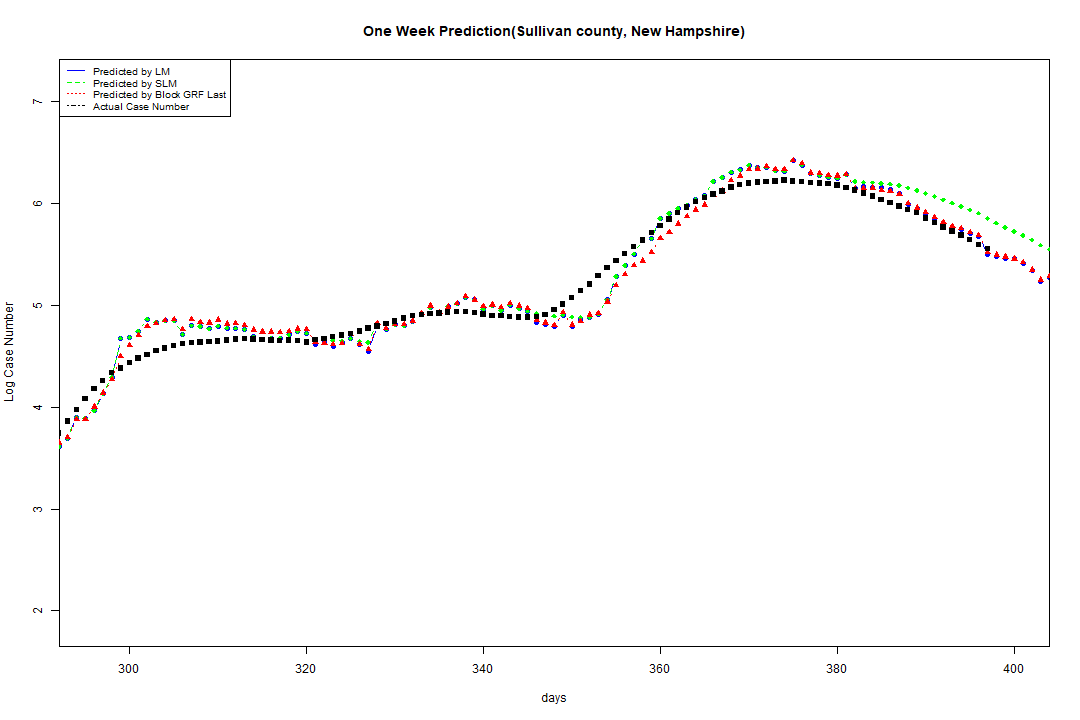 One Week Prediction(Sullivan county, New Hampshire)
Predicted by LM
Predicted by SLM
Predicted by Block GRF Last
Actual Case Number
7
6
5
4
3
2
Log Case Number
300 320 340 360 380 400
days